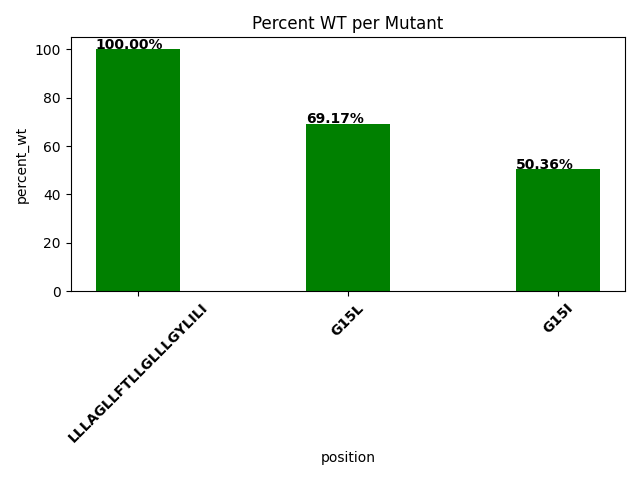 Percent WT per Mutant
percent_wt
100
80
60
40
20
0
100.00%
69.17%
50.36%
LLLAGLLFTLLGLLLGYLILI
G15L
G15I
position